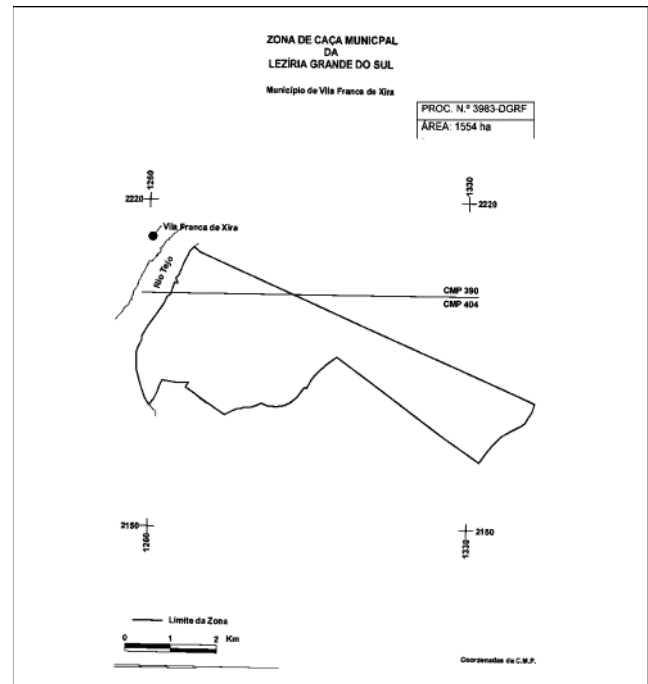 ZONA DE CAÇA MUNICPAL
DA
LEZÍRIA GRANDE DO SUL
Município de Vila Franca de Xira
PROC. N.º 3983-DGRF
ÁREA: 1554 ha
1260
1330
2220
2220
Vila Franca de Xira
Rio Tejo
CMP 390
CMP 404
2150
2150
1260
1330
Limite da Zona
0 1 2 Km
Coordenadas da C.M.P.